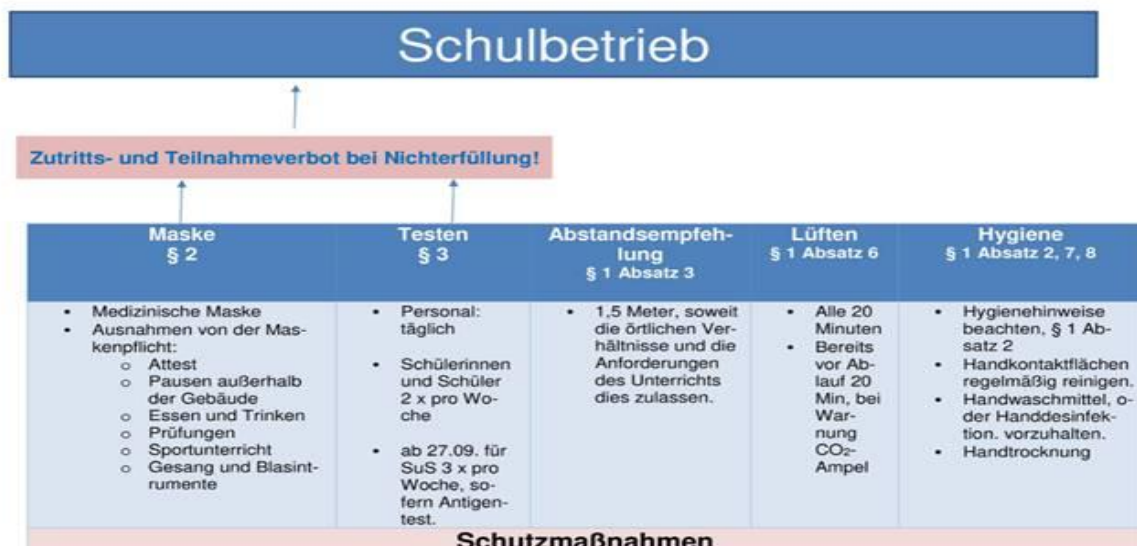 Schulbetrieb
Zutritts- und Teilnahmeverbot bei Nichterfüllung!
Maske
§ 2
Testen
§ 3
Abstandsempfeh-
lung
§ 1 Absatz 3
Lüften
§ 1 Absatz 6
Hygiene
§ 1 Absatz 2, 7, 8
• Medizinische Maske
• Ausnahmen von der Mas-
kenpflicht:
o Attest
o Pausen außerhalb
der Gebäude
o Essen und Trinken
o Prüfungen
o Sportunterricht
o Gesang und Blasint-
rumente
• Personal:
täglich
• Schülerinnen
und Schüler
2 x pro Wo-
che
• ab 27.09. für
SuS 3 x pro
Woche, so-
fern Antigen-
test.
• 1,5 Meter, soweit
die örtlichen Ver-
hältnisse und die
Anforderungen
des Unterrichts
dies zulassen.
• Alle 20
Minuten
• Bereits
vor Ab-
lauf 20
Min, bei
War-
nung
CO2-
Ampel
• Hygienehinweise
beachten, § 1 Ab-
satz 2
• Handkontaktflächen
regelmäßig reinigen.
• Handwaschmittel, o-
der Handdesinfek-
tion. vorzuhalten.
• Handtrocknung
Schutzmaßnahmen